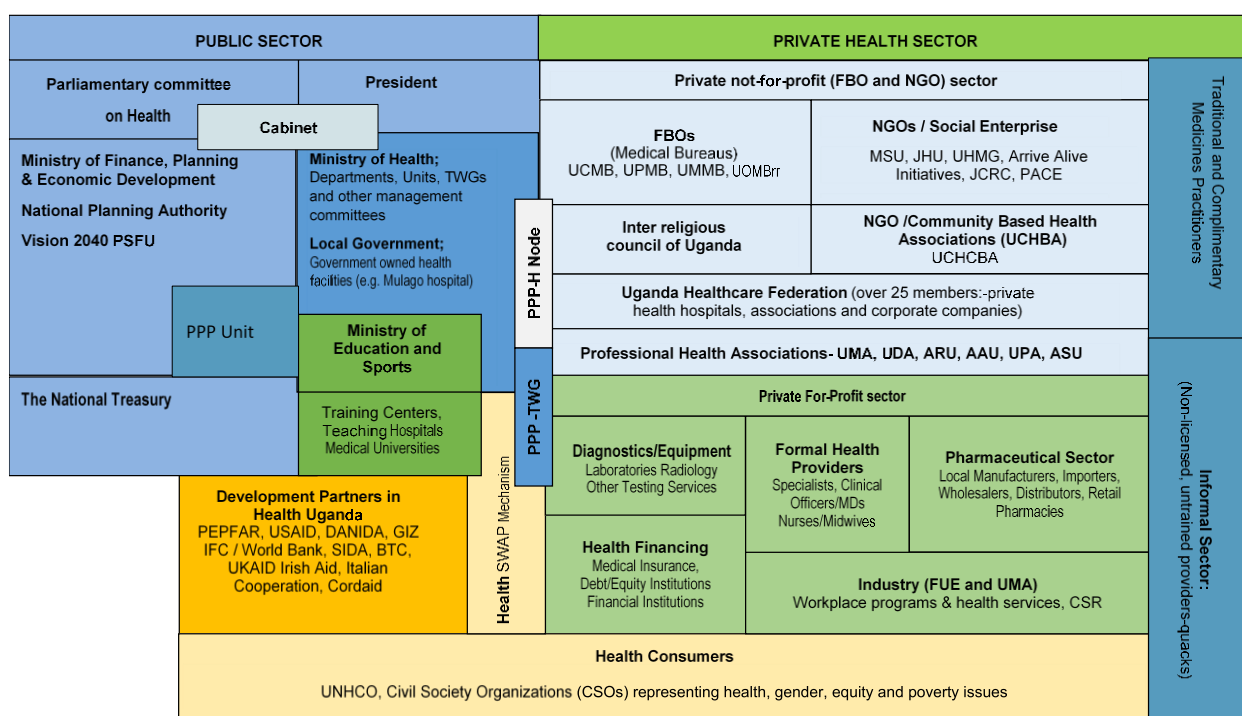 PUBLIC SECTOR
PRIVATE HEALTH SECTOR
Parliamentary committee
on Health
President
Cabinet
Ministry of Finance, Planning
& Economic Development
National Planning Authority
Vision 2040 PSFU
Ministry of Health;
Departments, Units, TWGs
and other management
committees
Local Government;
Government owned health
facilities (e.g. Mulago hospital)
PPP Unit
Ministry of
Education and
Sports
The National Treasury
Training Centers,
Teaching Hospitals
Medical Universities
Development Partners in
Health Uganda
PEPFAR, USAID, DANIDA, GIZ
IFC / World Bank, SIDA, BTC,
UKAID Irish Aid, Italian
Cooperation, Cordaid
Health SWAP Mechanism
PPP-H Node
PPP -TWG
Private not-for-profit (FBO and NGO) sector
FBOs
(Medical Bureaus)
UCMB, UPMB, UMMB, UOMBrr
NGOs / Social Enterprise
MSU, JHU, UHMG, Arrive Alive
Initiatives, JCRC, PACE
Inter religious
council of Uganda
NGO /Community Based Health
Associations (UCHBA)
UCHCBA
Uganda Healthcare Federation (over 25 members:-private
health hospitals, associations and corporate companies)
Professional Health Associations- UMA, UDA, ARU, AAU, UPA, ASU
Private For-Profit sector
Diagnostics/Equipment
Laboratories Radiology
Other Testing Services
Formal Health
Providers
Specialists, Clinical
Officers/MDs
Nurses/Midwives
Pharmaceutical Sector
Local Manufacturers, Importers,
Wholesalers, Distributors, Retail
Pharmacies
Health Financing
Medical Insurance,
Debt/Equity Institutions
Financial Institutions
Industry (FUE and UMA)
Workplace programs & health services, CSR
Traditional and Complimentary
Medicines Practitioners
Informal Sector:
(Non-licensed, untrained providers-quacks)
Health Consumers
UNHCO, Civil Society Organizations (CSOs) representing health, gender, equity and poverty issues